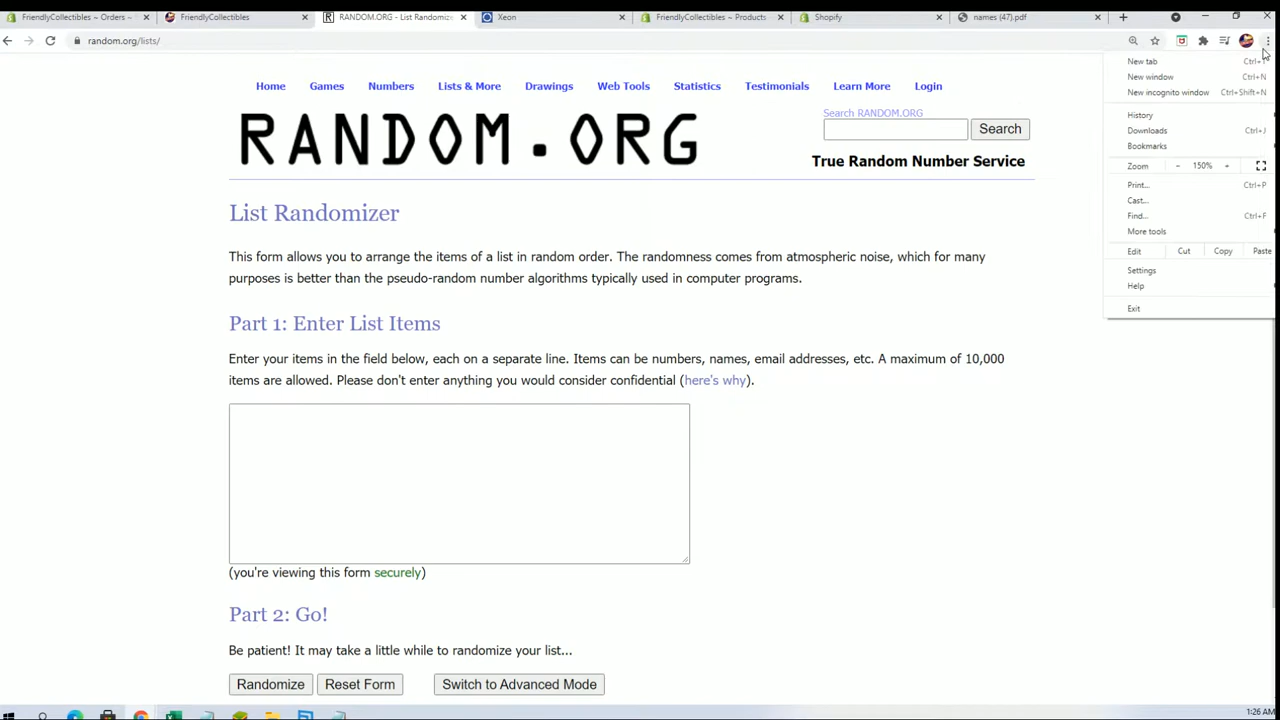 FriendlyCollectibles ~ Orders ~
FriendlyCollectibles
RANDOM.ORG - List Randomize
Xeon
FriendlyCollectibles ~ Products
Shopify
names (47).pdf
random.org/lists/
New tab Ctrl+T
New window Ctrl+N
New incognito window Ctrl+Shift+N
History
Downloads Ctrl+J
Bookmarks
Zoom - 150% +
Print... Ctrl+P
Cast...
Find... Ctrl+F
More tools
Edit Cut Copy Paste
Settings
Help
Exit
Home Games Numbers Lists & More Drawings Web Tools Statistics Testimonials Learn More Login
RANDOM.ORG
Search RANDOM.ORG
Search
True Random Number Service
List Randomizer
This form allows you to arrange the items of a list in random order. The randomness comes from atmospheric noise, which for many
purposes is better than the pseudo-random number algorithms typically used in computer programs.
Part 1: Enter List Items
Enter your items in the field below, each on a separate line. Items can be numbers, names, email addresses, etc. A maximum of 10,000
items are allowed. Please don't enter anything you would consider confidential (here's why).
(you're viewing this form securely)
Part 2: Go!
Be patient! It may take a little while to randomize your list...
Randomize Reset Form Switch to Advanced Mode
1:26 AM